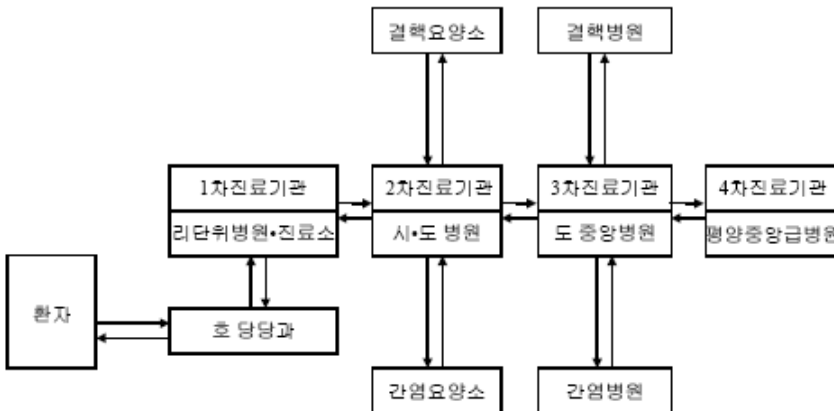 결핵요양소
결핵병원
1차진료기관
2차진료기관
3차진료기관
4차진료기관
리단위병원•진료소
시•도 병원
도 중앙병원
평양중앙급병원
환자
호 당당과
간염요양소
간염병원